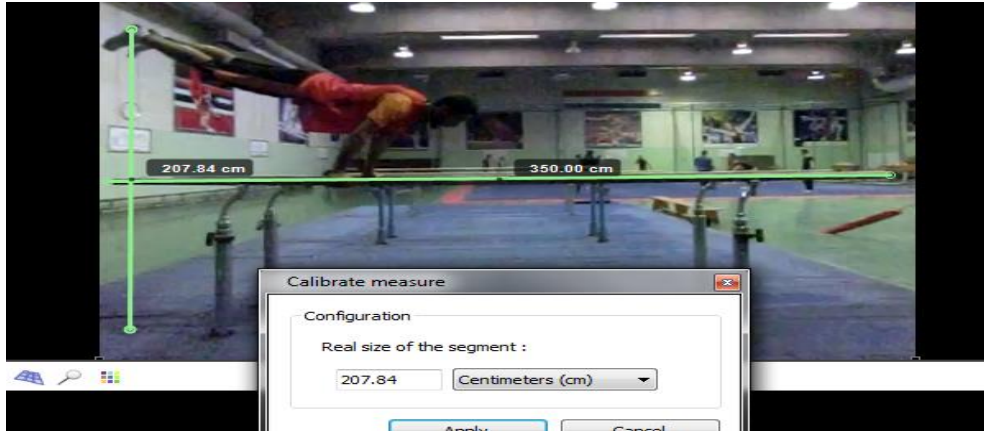 207.84 cm
350.00 cm
Calibrate measure
Configuration
Real size of the segment :
207.84
Centimeters (cm)
Apply
Cancel